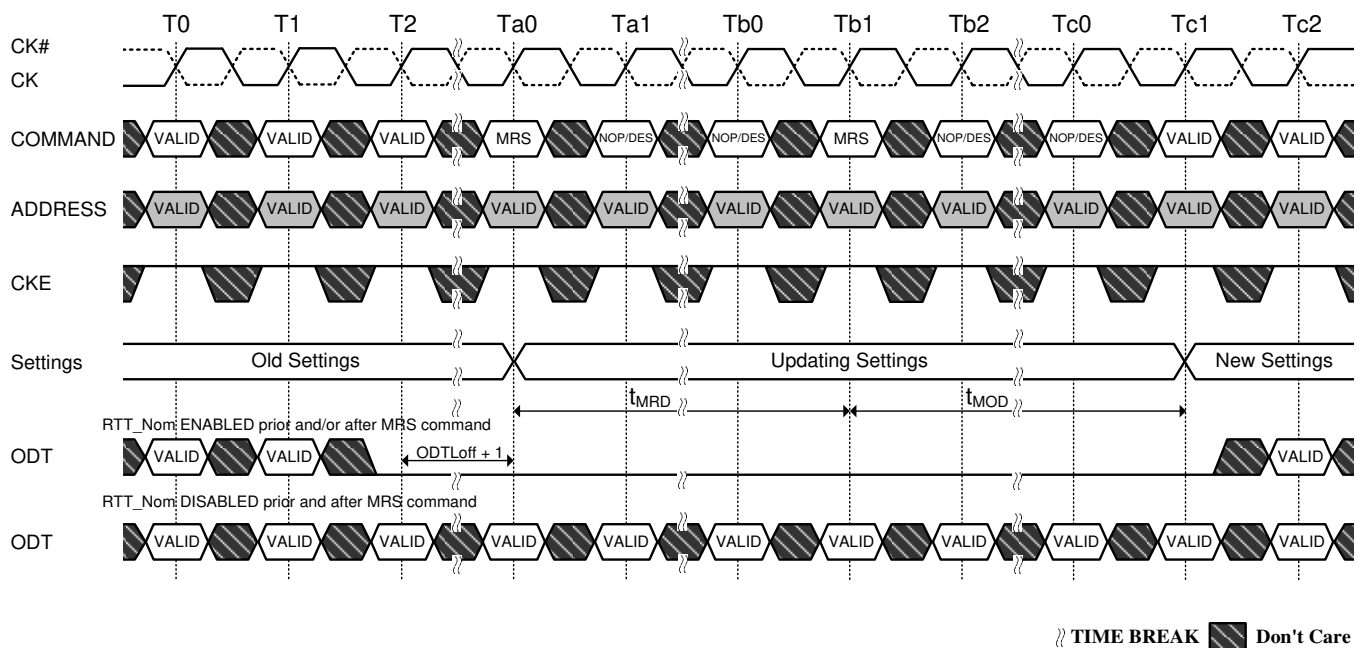 T0 T1 T2 Ta0 Ta1 Tb0 Tb1 Tb2 Tc0 Tc1 Tc2
CK#
CK
COMMAND VALID VALID VALID MRS NOP/DES NOP/DES MRS NOP/DES NOP/DES VALID VALID
ADDRESS VALID VALID VALID VALID VALID VALID VALID VALID VALID VALID VALID
CKE
Settings Old Settings Updating Settings New Settings
tMRD tMOD
RTT_Nom ENABLED prior and/or after MRS command
ODT VALID VALID ODTLoff + 1 VALID
RTT_Nom DISABLED prior and after MRS command
ODT VALID VALID VALID VALID VALID VALID VALID VALID VALID VALID VALID
TIME BREAK Don't Care